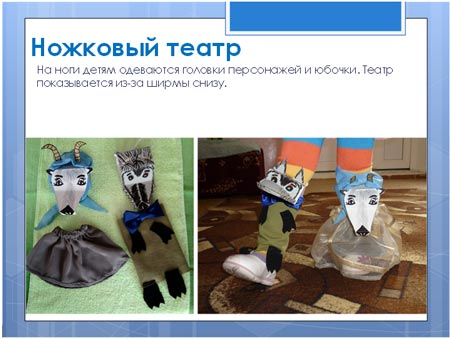 Ножковый театр
На ноги детям одеваются головки персонажей и юбочки. Театр
показывается из-за ширмы снизу.